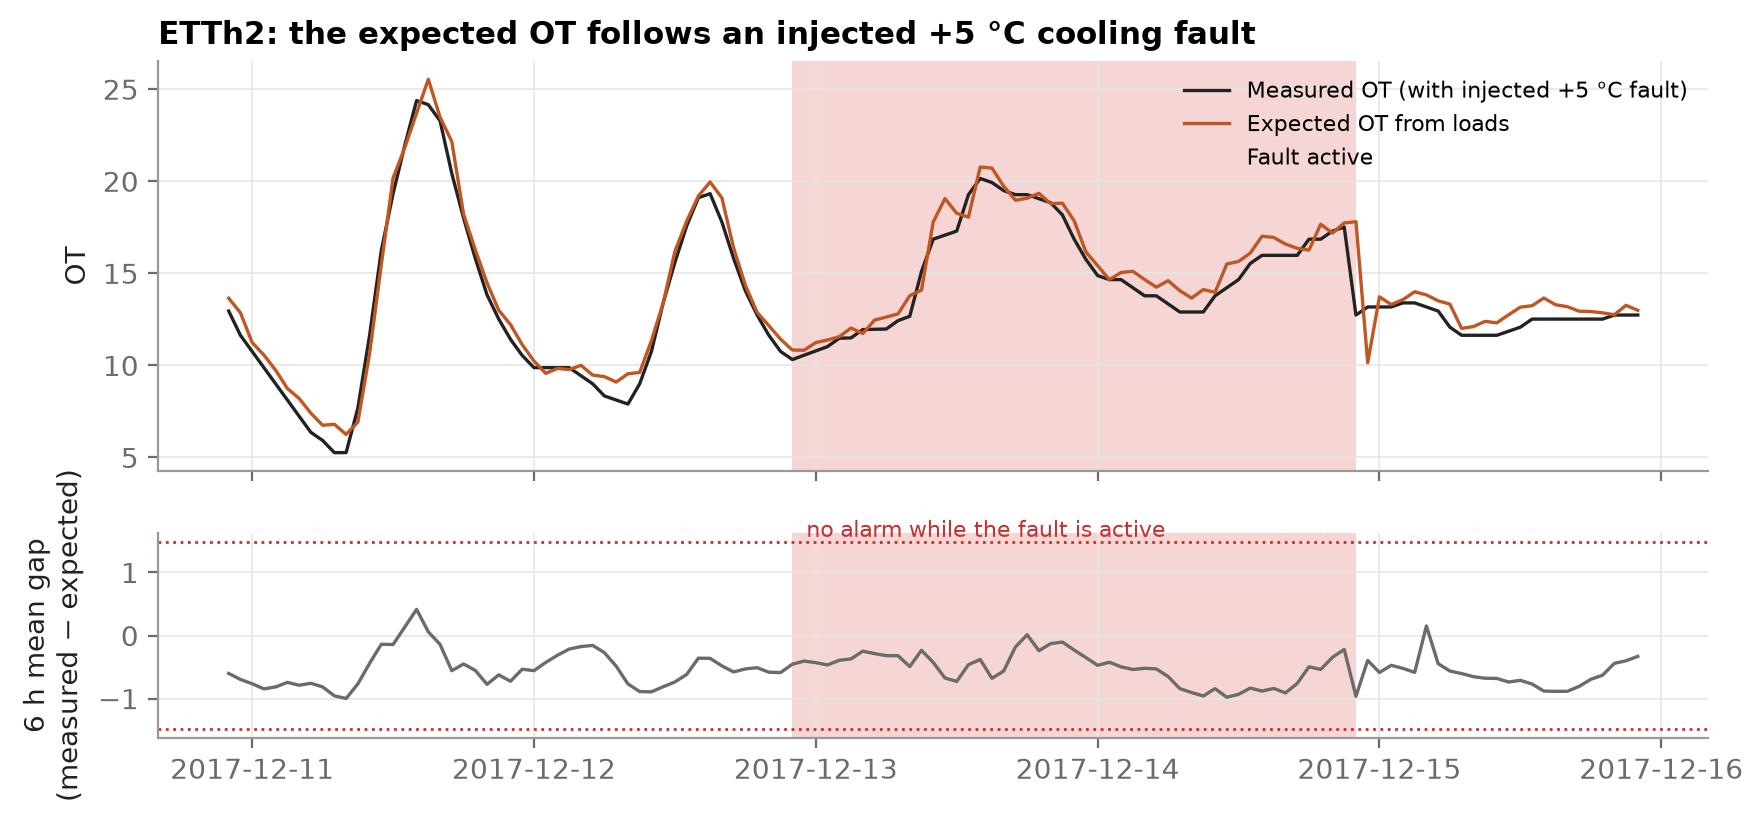 ETTh2: the expected OT follows an injected +5 °C cooling fault
25
20
15
10
5
OT
Measured OT (with injected +5 °C fault)
Expected OT from loads
Fault active
no alarm while the fault is active
1
0
−1
6 h mean gap
(measured − expected)
2017-12-11
2017-12-12
2017-12-13
2017-12-14
2017-12-15
2017-12-16